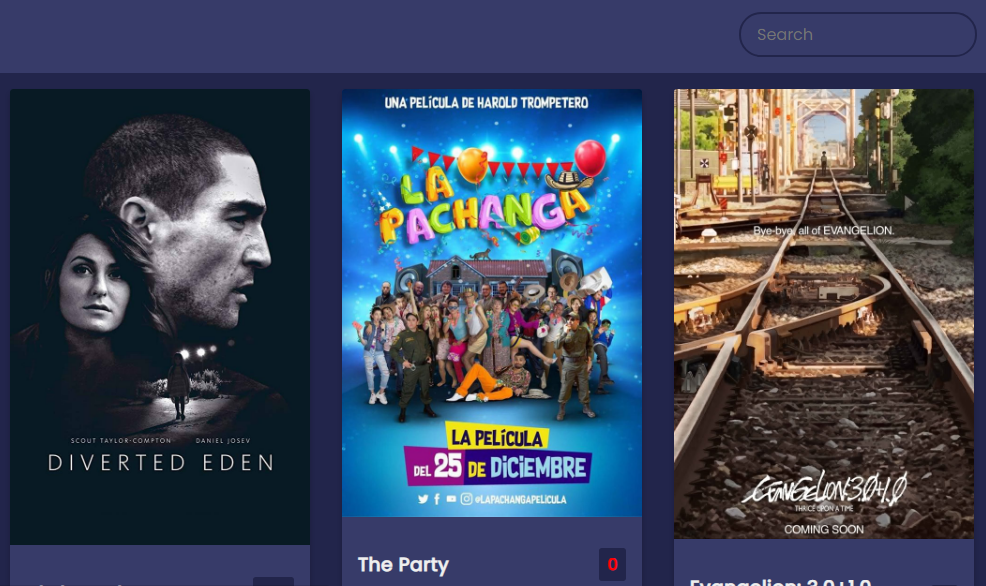 Search
SCOUT TAYLOR-COMPTON DANIEL JOSEV
DIVERTED EDEN
UNA PELÍCULA DE HAROLD TROMPETERO
LA
PACHANGA
LA PELÍCULA
DEL 25 DE DICIEMBRE
@LAPACHANGAPELICULA
The Party
0
Bye-bye, all of EVANGELION.
EVANGELION:3.0+1.0
THRICE UPON A TIME
COMING SOON
Evangelion: 3.0+1.0